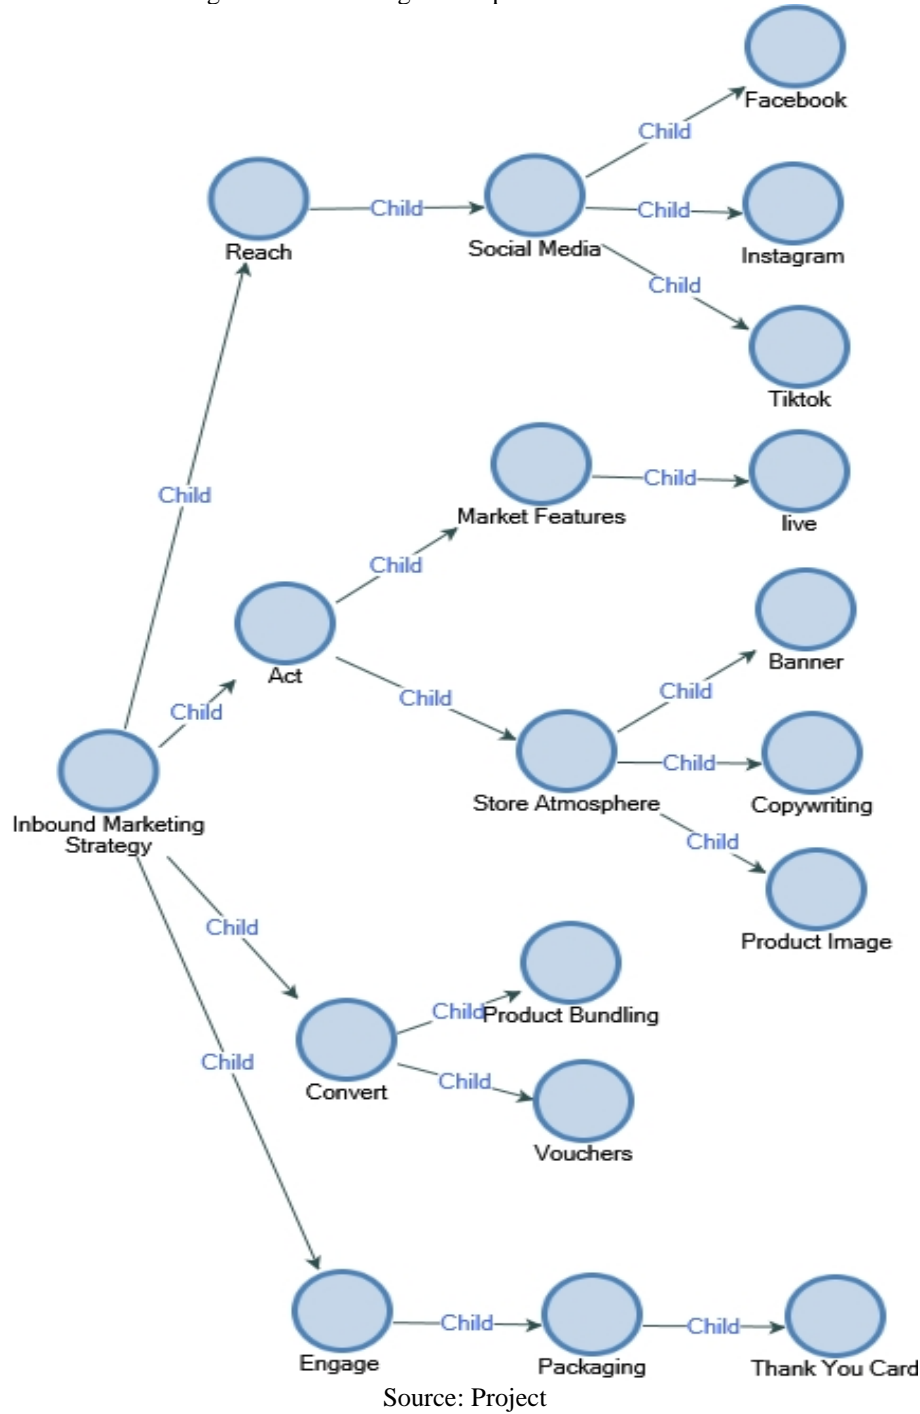 Facebook
Child
Reach
Child
Social Media
Child
Instagram
Child
Tiktok
Child
Market Features
Child
live
Child
Act
Child
Banner
Child
Store Atmosphere
Child
Copywriting
Child
Product Image
Child
Inbound Marketing
Strategy
Child
Child
Product Bundling
Child
Convert
Child
Vouchers
Child
Engage
Child
Packaging
Child
Thank You Card
Source: Project